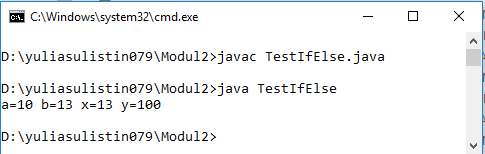 C:\Windows\system32\cmd.exe
D:\yuliasulistin079\Modul2>javac TestIfElse.java
D:\yuliasulistin079\Modul2>java TestIfElse
a=10 b=13 x=13 y=100
D:\yuliasulistin079\Modul2>